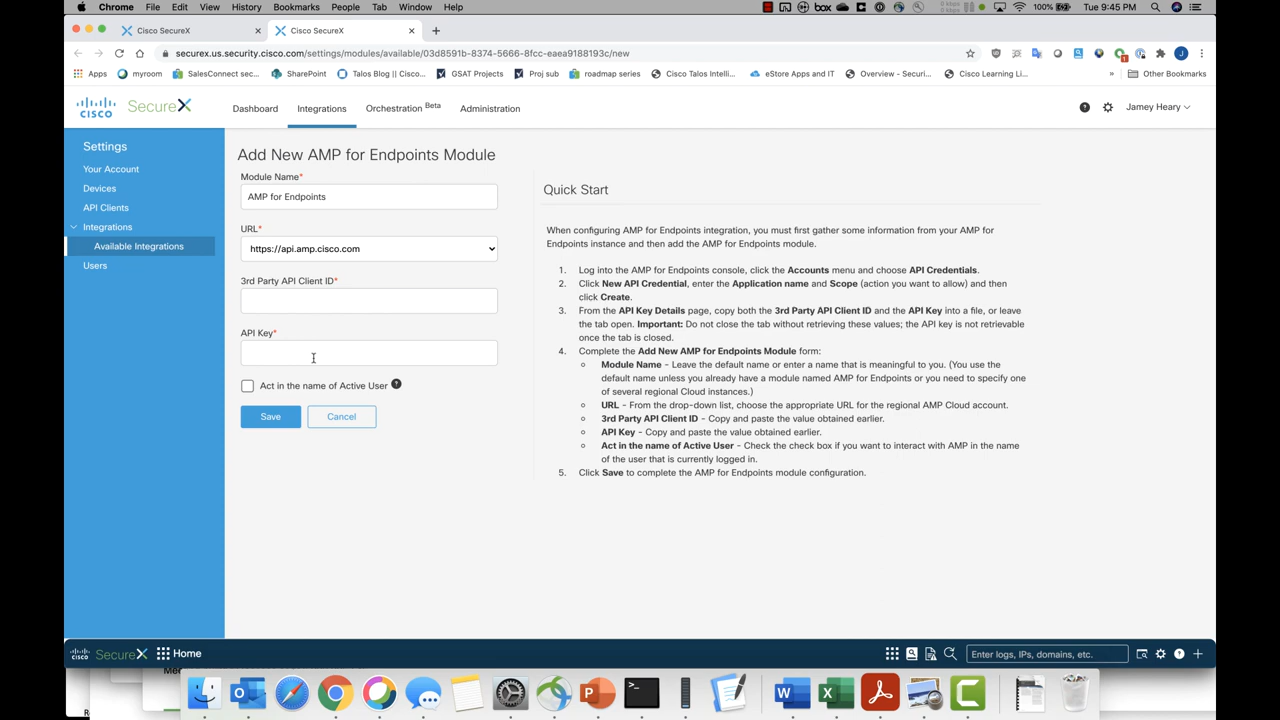 Chrome File Edit View History Bookmarks People Tab Window Help
box 100% Tue 9:45 PM
Cisco SecureX × Cisco SecureX × +
securex.us.security.cisco.com/settings/modules/available/03d8591b-8374-5666-8fcc-eaea9188193c/new
Apps myroom SalesConnect sec... SharePoint Talos Blog || Cisco... GSAT Projects Proj sub roadmap series Cisco Talos Intelli... eStore Apps and IT Overview - Securi... Cisco Learning Li... » Other Bookmarks
CISCO SecureX Dashboard Integrations Orchestration Beta Administration Jamey Heary
Settings
Your Account
Devices
API Clients
Integrations
Available Integrations
Users
Add New AMP for Endpoints Module
Module Name*
AMP for Endpoints
URL*
https://api.amp.cisco.com
3rd Party API Client ID*
API Key*
Act in the name of Active User ?
Save Cancel
Quick Start
When configuring AMP for Endpoints integration, you must first gather some information from your AMP for
Endpoints instance and then add the AMP for Endpoints module.
1. Log into the AMP for Endpoints console, click the Accounts menu and choose API Credentials.
2. Click New API Credential, enter the Application name and Scope (action you want to allow) and then
click Create.
3. From the API Key Details page, copy both the 3rd Party API Client ID and the API Key into a file, or leave
the tab open. Important: Do not close the tab without retrieving these values; the API key is not retrievable
once the tab is closed.
4. Complete the Add New AMP for Endpoints Module form:
Module Name - Leave the default name or enter a name that is meaningful to you. (You use the
default name unless you already have a module named AMP for Endpoints or you need to specify one
of several regional Cloud instances.)
URL - From the drop-down list, choose the appropriate URL for the regional AMP Cloud account.
3rd Party API Client ID - Copy and paste the value obtained earlier.
API Key - Copy and paste the value obtained earlier.
Act in the name of Active User - Check the check box if you want to interact with AMP in the name
of the user that is currently logged in.
5. Click Save to complete the AMP for Endpoints module configuration.
CISCO SecureX Home Enter logs, IPs, domains, etc.